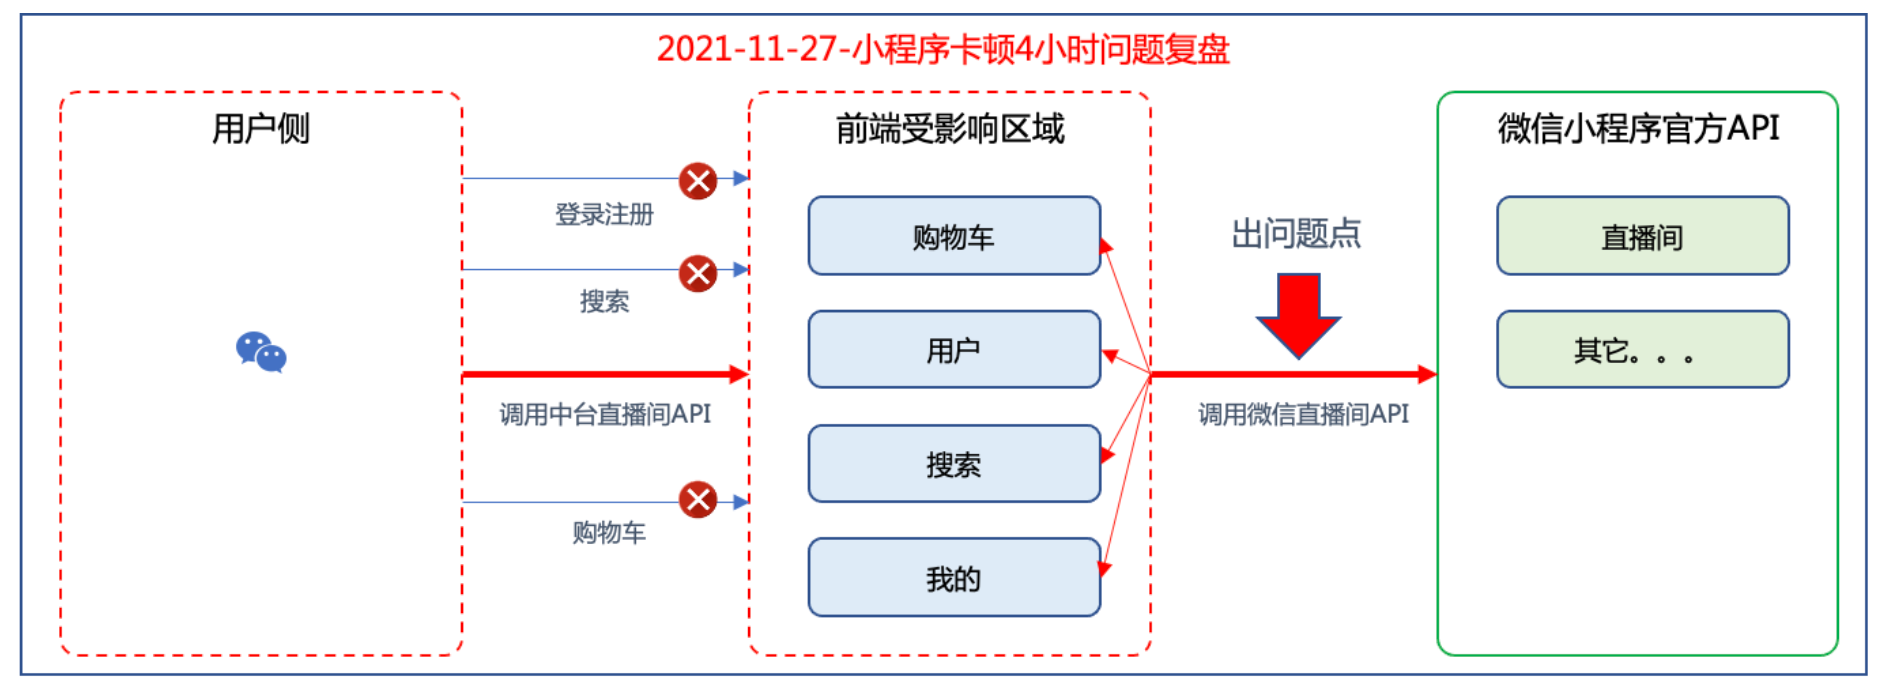 2021-11-27-小程序卡顿4小时问题复盘
用户侧
登录注册
搜索
调用中台直播间API
购物车
前端受影响区域
购物车
用户
搜索
我的
出问题点
调用微信直播间API
微信小程序官方API
直播间
其它。。。